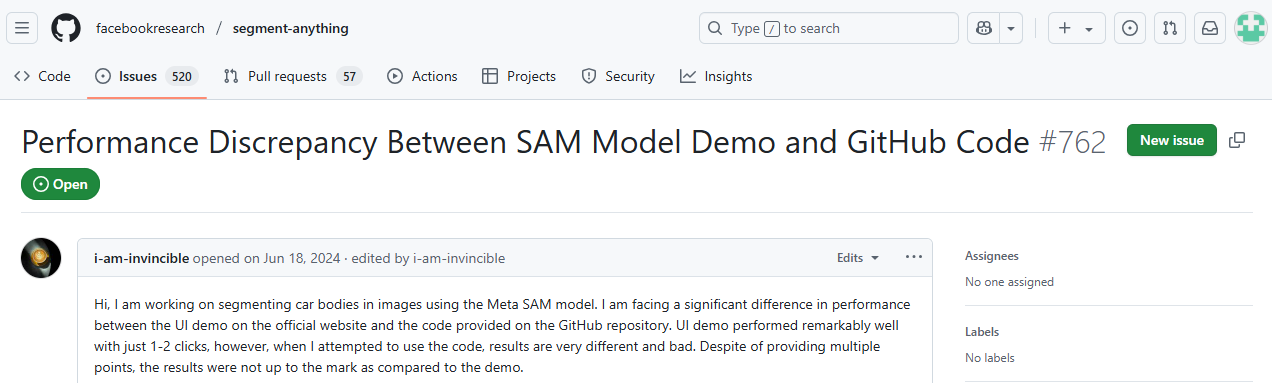 facebookresearch / segment-anything
Type / to search
Code
Issues 520
Pull requests 57
Actions
Projects
Security
Insights
Performance Discrepancy Between SAM Model Demo and GitHub Code #762
New issue
Open
i-am-invincible opened on Jun 18, 2024 · edited by i-am-invincible
Edits
Hi, I am working on segmenting car bodies in images using the Meta SAM model. I am facing a significant difference in performance
between the UI demo on the official website and the code provided on the GitHub repository. UI demo performed remarkably well
with just 1-2 clicks, however, when I attempted to use the code, results are very different and bad. Despite of providing multiple
points, the results were not up to the mark as compared to the demo.
Assignees
No one assigned
Labels
No labels